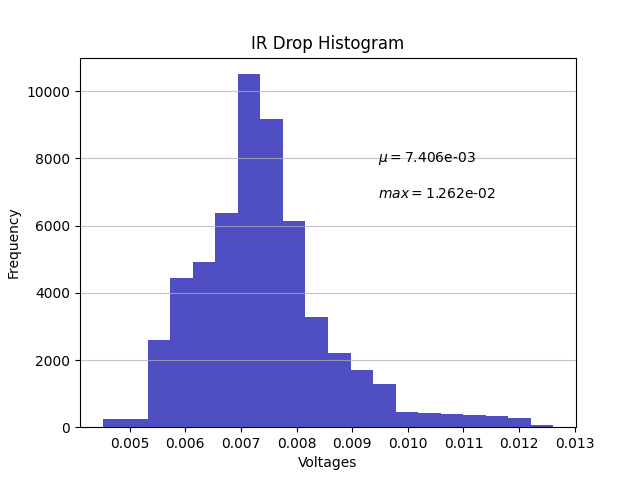 IR Drop Histogram
10000
8000
6000
4000
2000
0
Frequency
μ = 7.406e-03
max = 1.262e-02
0.005 0.006 0.007 0.008 0.009 0.010 0.011 0.012 0.013
Voltages